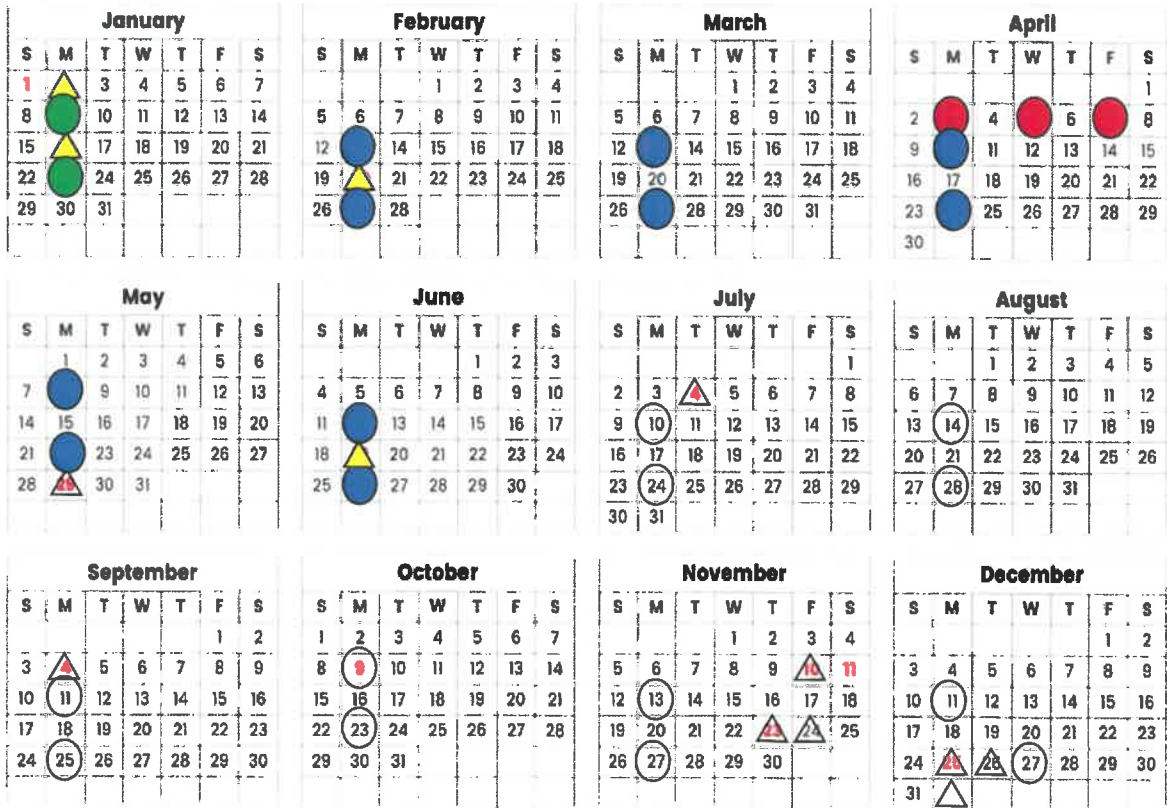 January
S M T W T F S
1 3 4 5 6 7
8 10 11 12 13 14
15 17 18 19 20 21
22 24 25 26 27 28
29 30 31
February
S M T W T F S
1 2 3 4
5 6 7 8 9 10 11
12 14 15 16 17 18
19 21 22 23 24 25
26 28
March
S M T W T F S
1 2 3 4
5 6 7 8 9 10 11
12 14 15 16 17 18
19 20 21 22 23 24 25
26 28 29 30 31
April
S M T W T F S
1
2 4 6 8
9 11 12 13 14 15
16 17 18 19 20 21 22
23 25 26 27 28 29
30
May
S M T W T F S
1 2 3 4 5 6
7 9 10 11 12 13
14 15 16 17 18 19 20
21 23 24 25 26 27
28 29 30 31
June
S M T W T F S
1 2 3
4 5 6 7 8 9 10
11 13 14 15 16 17
18 20 21 22 23 24
25 27 28 29 30
July
S M T W T F S
1
2 3 4 5 6 7 8
9 10 11 12 13 14 15
16 17 18 19 20 21 22
23 24 25 26 27 28 29
30 31
August
S M T W T F S
1 2 3 4 5
6 7 8 9 10 11 12
13 14 15 16 17 18 19
20 21 22 23 24 25 26
27 28 29 30 31
September
S M T W T F S
1 2
3 4 5 6 7 8 9
10 11 12 13 14 15 16
17 18 19 20 21 22 23
24 25 26 27 28 29 30
October
S M T W T F S
1 2 3 4 5 6 7
8 9 10 11 12 13 14
15 16 17 18 19 20 21
22 23 24 25 26 27 28
29 30 31
November
S M T W T F S
1 2 3 4
5 6 7 8 9 10 11
12 13 14 15 16 17 18
19 20 21 22 23 24 25
26 27 28 29 30
December
S M T W T F S
1 2
3 4 5 6 7 8 9
10 11 12 13 14 15 16
17 18 19 20 21 22 23
24 25 26 27 28 29 30
31